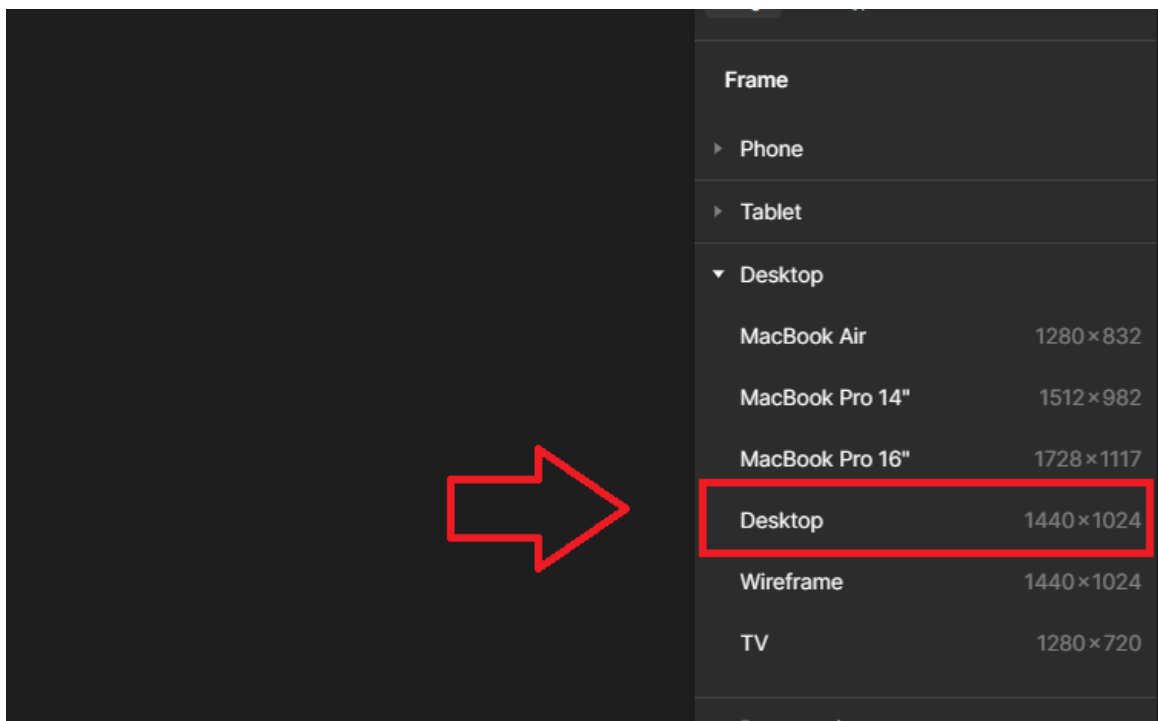 Frame
Phone
Tablet
Desktop
MacBook Air 1280×832
MacBook Pro 14" 1512×982
MacBook Pro 16" 1728×1117
Desktop 1440×1024
Wireframe 1440×1024
TV 1280×720